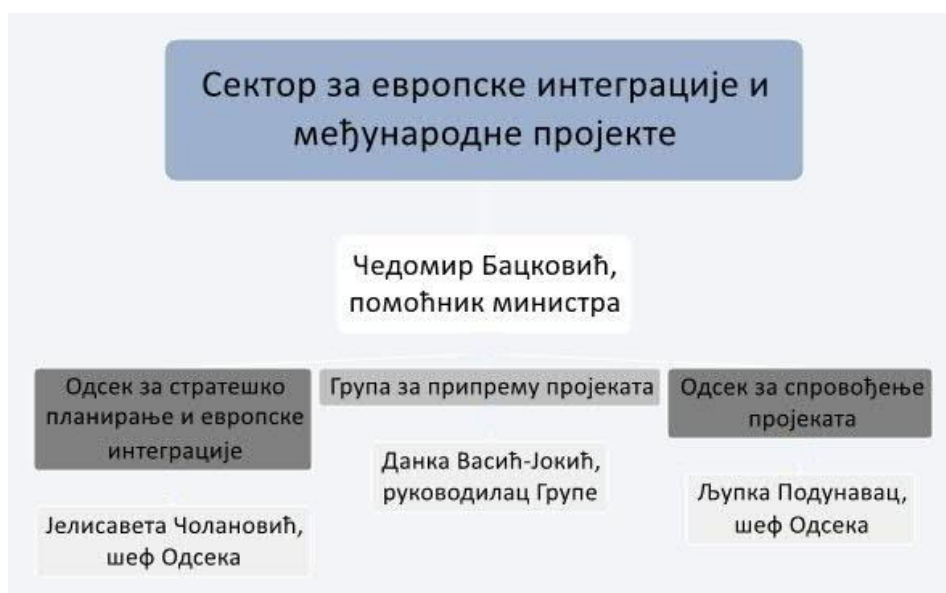 Сектор за европске интеграције и
међународне пројекте
Чедомир Бацковић,
помоћник министра
Одсек за стратешко
планирање и европске
интеграције
Јелисавета Чолановић,
шеф Одсека
Група за припрему пројеката
Данка Васић-Јокић,
руководилац Групе
Одсек за спровођење
пројеката
Љупка Подунавац,
шеф Одсека